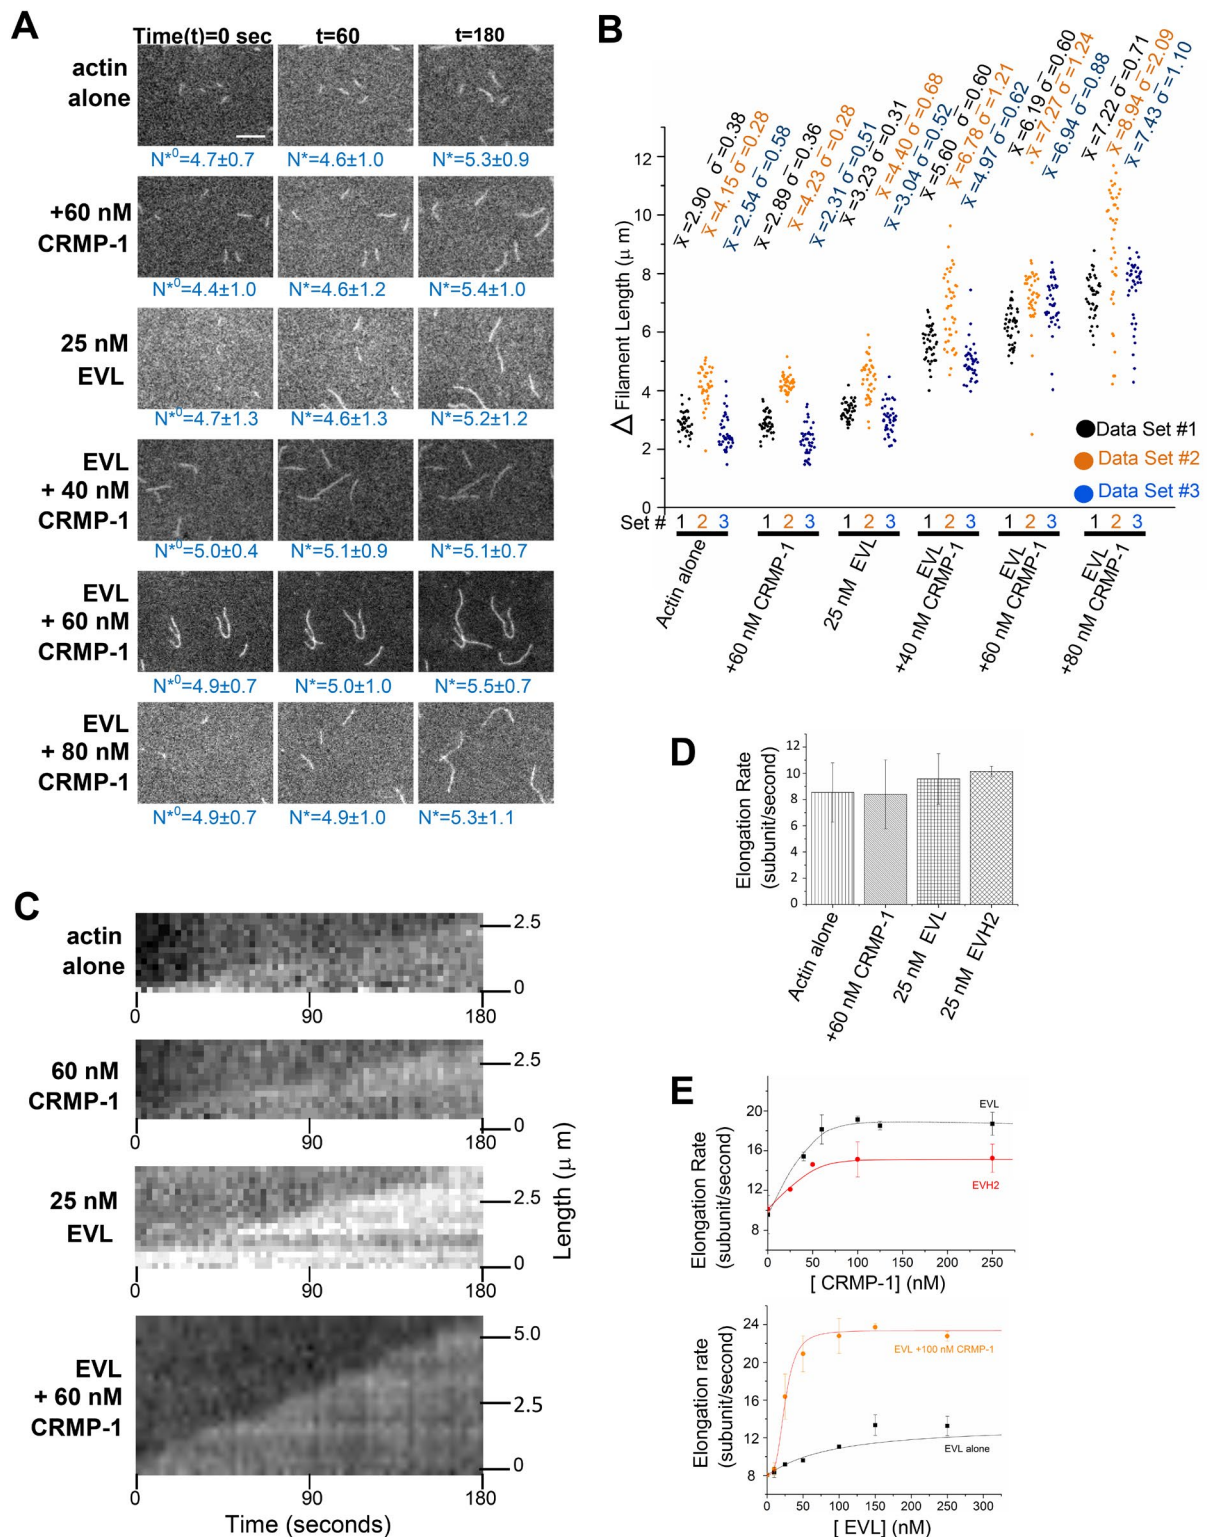 A
Time(t)=0 sec
t=60
t=180
actin
alone
N*0=4.7±0.7
N*=4.6±1.0
N*=5.3±0.9
+60 nM
CRMP-1
N*0=4.4±1.0
N*=4.6±1.2
N*=5.4±1.0
25 nM
EVL
N*0=4.7±1.3
N*=4.6±1.3
N*=5.2±1.2
EVL
+ 40 nM
CRMP-1
N*0=5.0±0.4
N*=5.1±0.9
N*=5.1±0.7
EVL
+ 60 nM
CRMP-1
N*0=4.9±0.7
N*=5.0±1.0
N*=5.5±0.7
EVL
+ 80 nM
CRMP-1
N*0=4.9±0.7
N*=4.9±1.0
N*=5.3±1.1
B
x̄=2.90 σ̄=0.38
x̄=4.15 σ̄=0.28
x̄=2.54 σ̄=0.58
x̄=2.89 σ̄=0.36
x̄=4.23 σ̄=0.28
x̄=2.31 σ̄=0.51
x̄=3.23 σ̄=0.31
x̄=4.40 σ̄=0.68
x̄=3.04 σ̄=0.52
x̄=5.60 σ̄=0.60
x̄=6.78 σ̄=1.21
x̄=4.97 σ̄=0.62
x̄=6.19 σ̄=0.60
x̄=7.27 σ̄=1.24
x̄=6.94 σ̄=0.88
x̄=7.22 σ̄=0.71
x̄=8.94 σ̄=2.09
x̄=7.43 σ̄=1.10
Δ Filament Length (μ m)
12
10
8
6
4
2
0
Data Set #1
Data Set #2
Data Set #3
Set # 1 2 3 1 2 3 1 2 3 1 2 3 1 2 3 1 2 3
Actin alone
+60 nM CRMP-1
25 nM EVL
EVL
+40 nM CRMP-1
EVL
+60 nM CRMP-1
EVL
+80 nM CRMP-1
C
actin
alone
2.5
0
0 90 180
60 nM
CRMP-1
2.5
0
0 90 180
25 nM
EVL
2.5
0
0 90 180
EVL
+ 60 nM
CRMP-1
5.0
2.5
0
0 90 180
Time (seconds)
Length (μ m)
D
Elongation Rate
(subunit/second)
12
10
8
6
4
2
0
Actin alone
+60 nM CRMP-1
25 nM EVL
25 nM EVH2
E
Elongation Rate
(subunit/second)
20
16
12
8
EVL
EVH2
0 50 100 150 200 250
[ CRMP-1] (nM)
Elongation rate
(subunit/second)
24
20
16
12
8
EVL +100 nM CRMP-1
EVL alone
0 50 100 150 200 250 300
[ EVL] (nM)